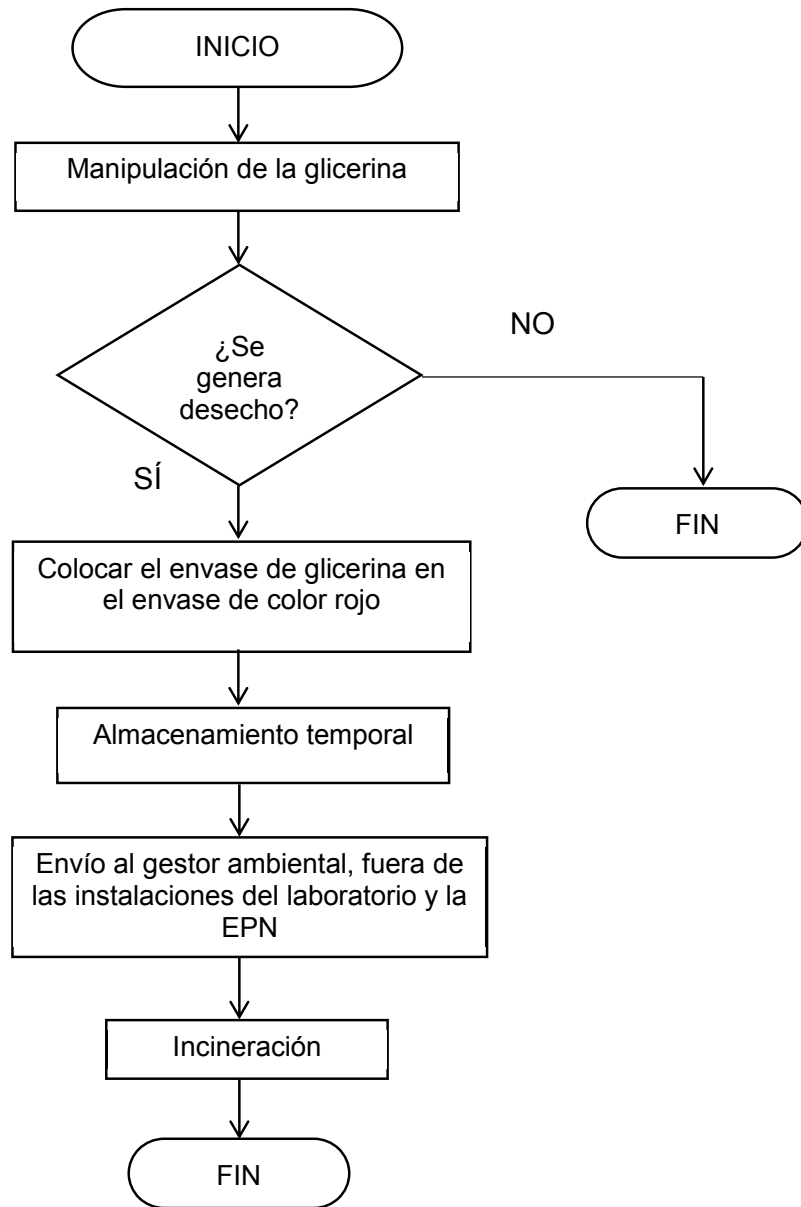 INICIO
Manipulación de la glicerina
¿Se
genera
desecho?
NO
SÍ
FIN
Colocar el envase de glicerina en
el envase de color rojo
Almacenamiento temporal
Envío al gestor ambiental, fuera de
las instalaciones del laboratorio y la
EPN
Incineración
FIN